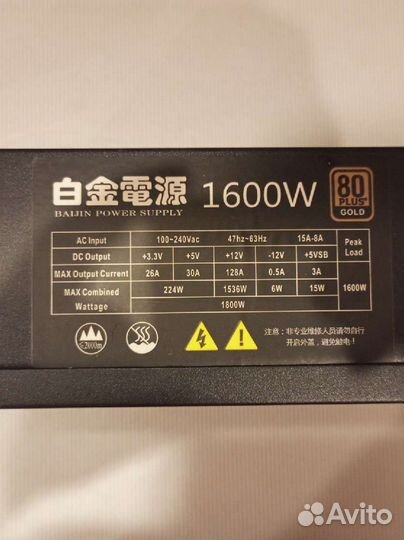 白金電源 1600W
BAIJIN POWER SUPPLY
80
PLUS
GOLD
AC Input 100~240Vac 47hz~63Hz 15A-8A Peak Load
DC Output +3.3V +5V +12V -12V +5VSB
MAX Output Current 26A 30A 128A 0.5A 3A
MAX Combined Wattage 224W 1536W 6W 15W 1600W
1800W
≤2000m
注意：非专业维修人员请勿自行
开启外盖，避免触电！
Avito